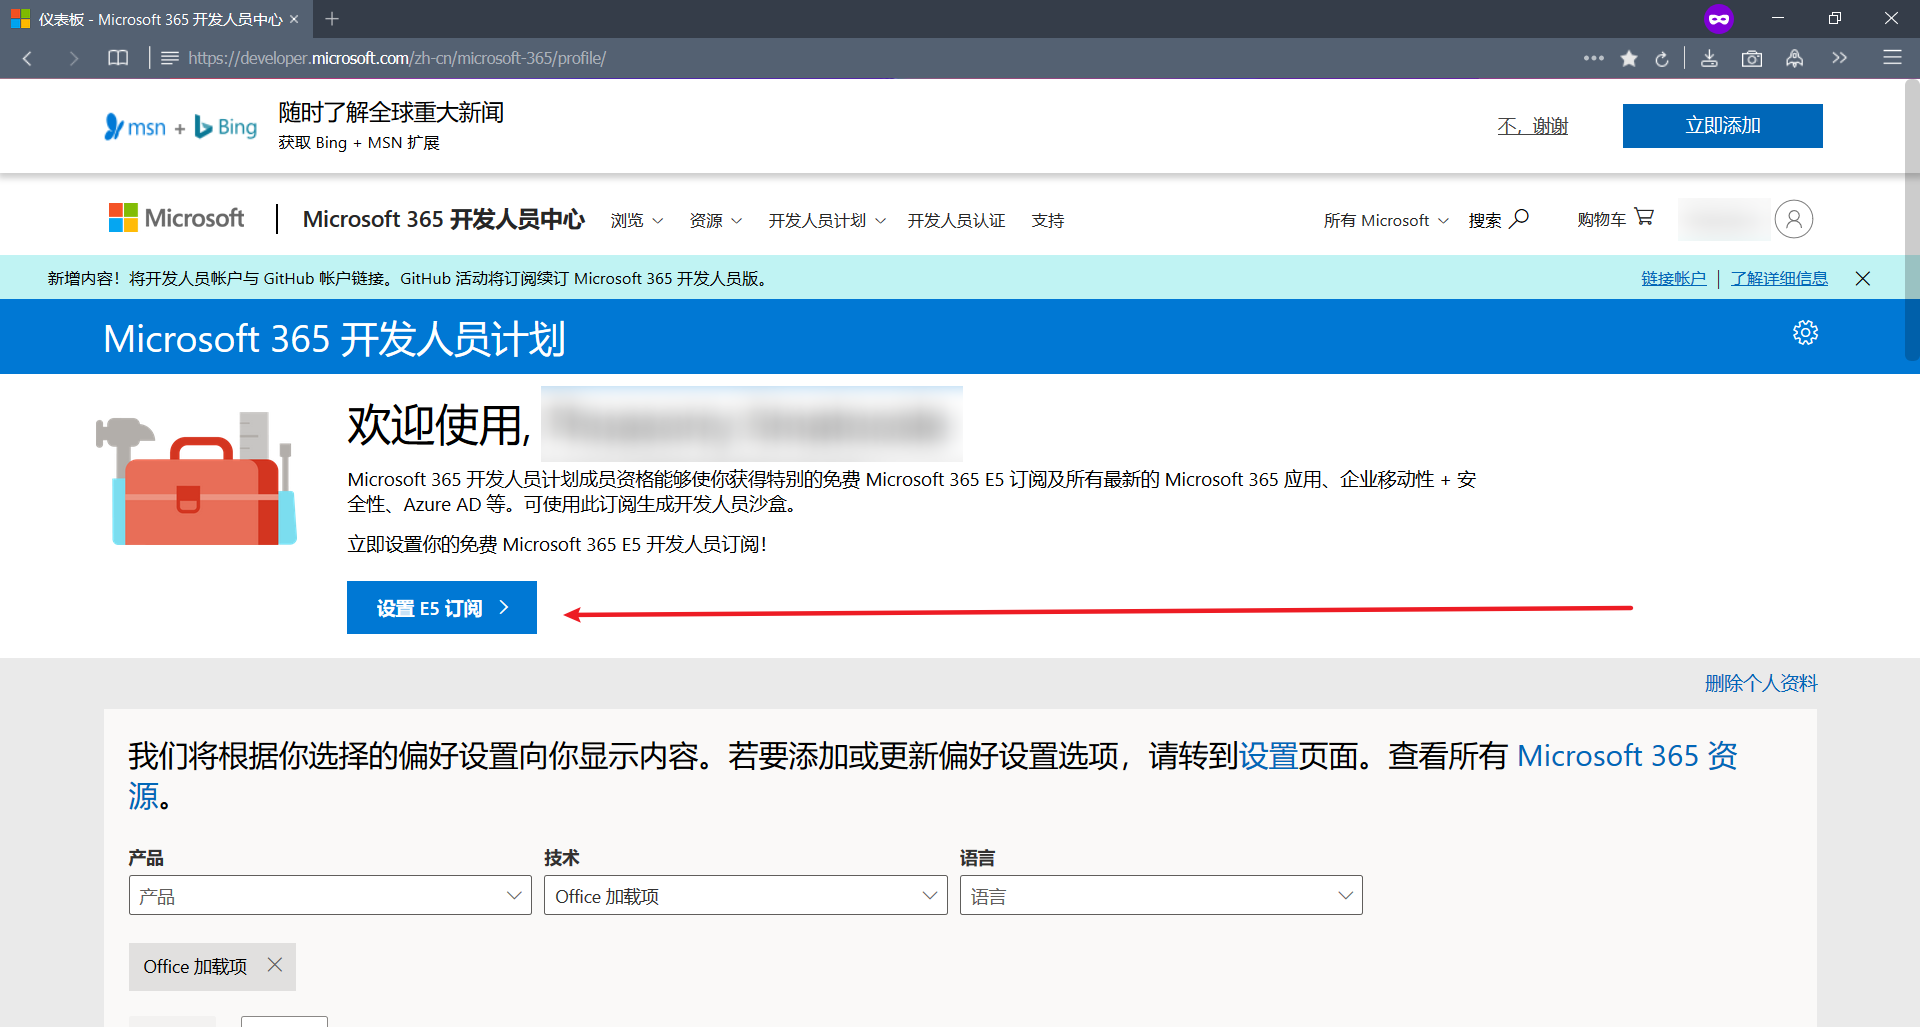 仪表板 - Microsoft 365 开发人员中心
https://developer.microsoft.com/zh-cn/microsoft-365/profile/
msn + Bing
随时了解全球重大新闻
获取 Bing + MSN 扩展
不，谢谢
立即添加
Microsoft
Microsoft 365 开发人员中心
浏览
资源
开发人员计划
开发人员认证
支持
所有 Microsoft
搜索
购物车
新增内容！将开发人员帐户与 GitHub 帐户链接。GitHub 活动将订阅续订 Microsoft 365 开发人员版。
链接帐户 | 了解详细信息
Microsoft 365 开发人员计划
欢迎使用,
Microsoft 365 开发人员计划成员资格能够使你获得特别的免费 Microsoft 365 E5 订阅及所有最新的 Microsoft 365 应用、企业移动性 + 安
全性、Azure AD 等。可使用此订阅生成开发人员沙盒。
立即设置你的免费 Microsoft 365 E5 开发人员订阅！
设置 E5 订阅
删除个人资料
我们将根据你选择的偏好设置向你显示内容。若要添加或更新偏好设置选项，请转到设置页面。查看所有 Microsoft 365 资
源。
产品
技术
语言
产品
Office 加载项
语言
Office 加载项